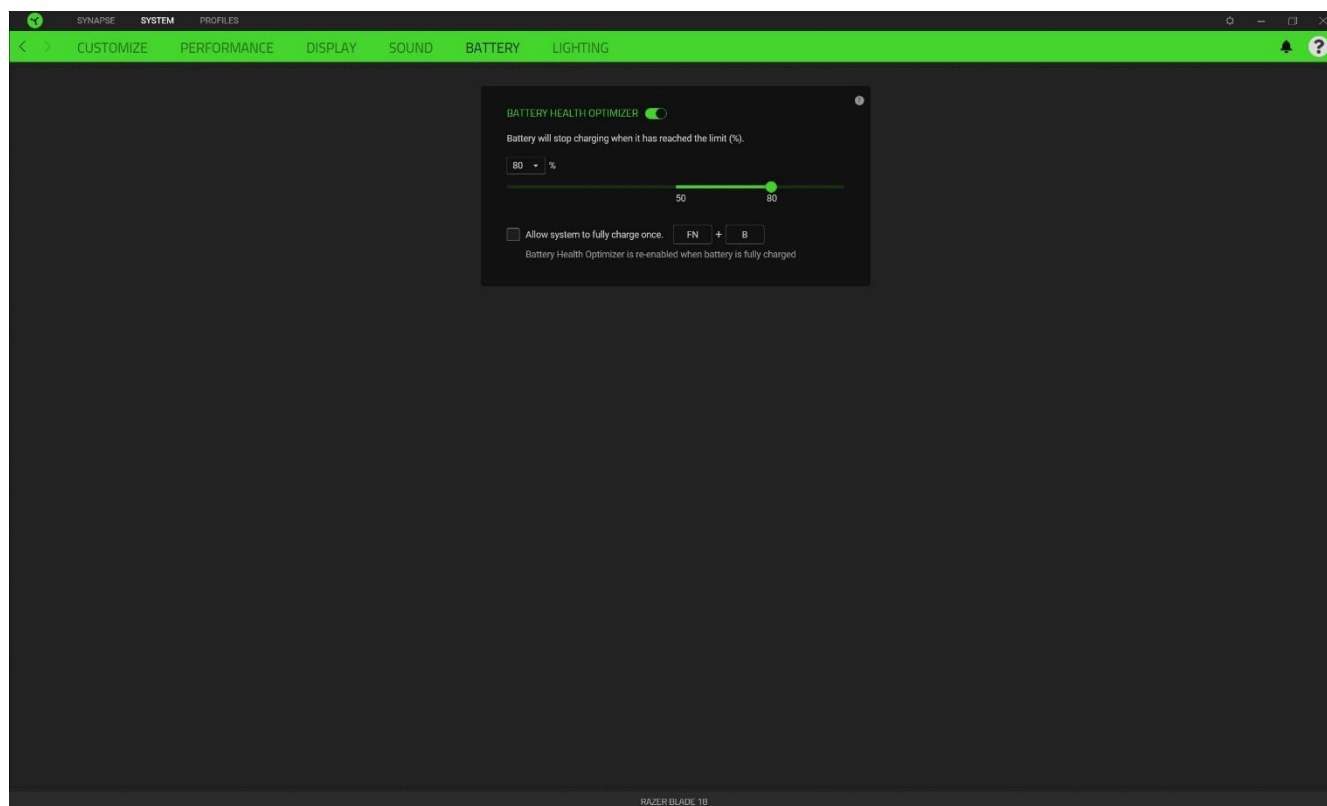 SYNAPSE SYSTEM PROFILES
CUSTOMIZE PERFORMANCE DISPLAY SOUND BATTERY LIGHTING
?
BATTERY HEALTH OPTIMIZER
Battery will stop charging when it has reached the limit (%).
80 %
50 80
Allow system to fully charge once. FN + B
Battery Health Optimizer is re-enabled when battery is fully charged
RAZER BLADE 18